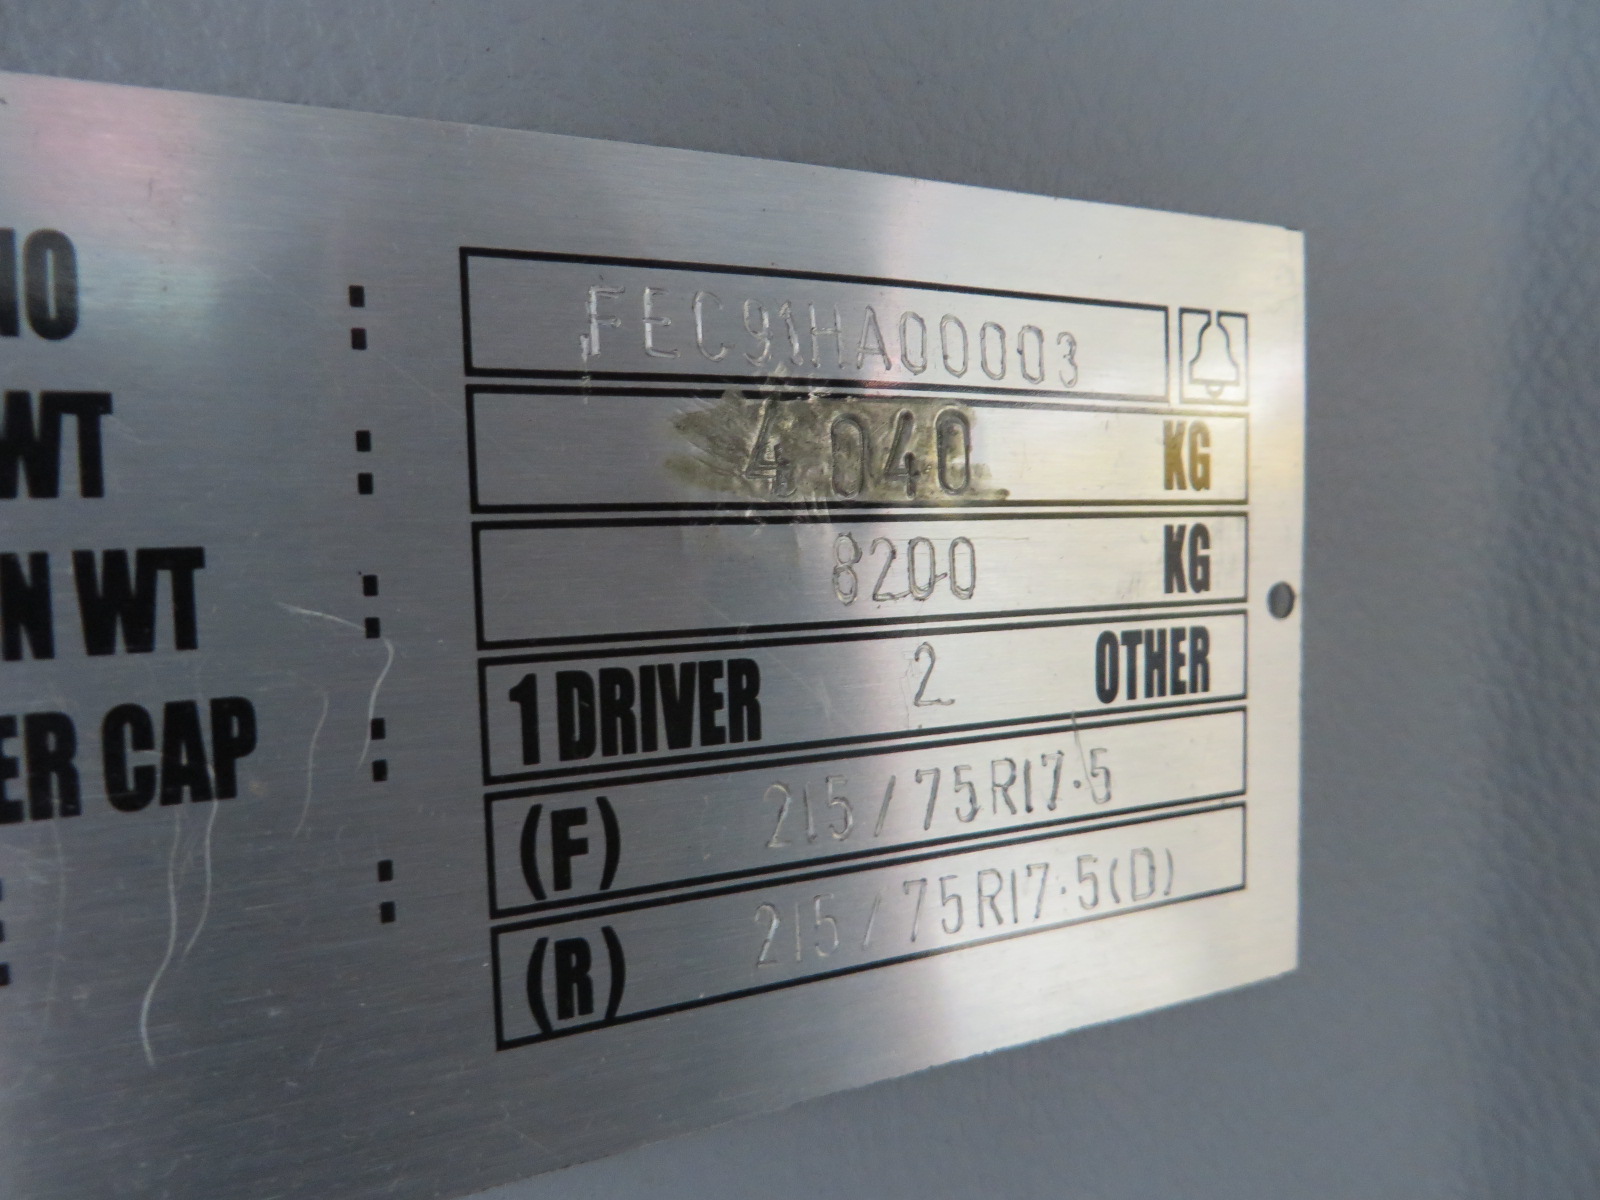 NO : FEC91HA00003
WT : 4040 KG
N WT : 8200 KG
ER CAP : 1 DRIVER 2 OTHER
(F) 215/75R17.5
E : (R) 215/75R17.5(D)